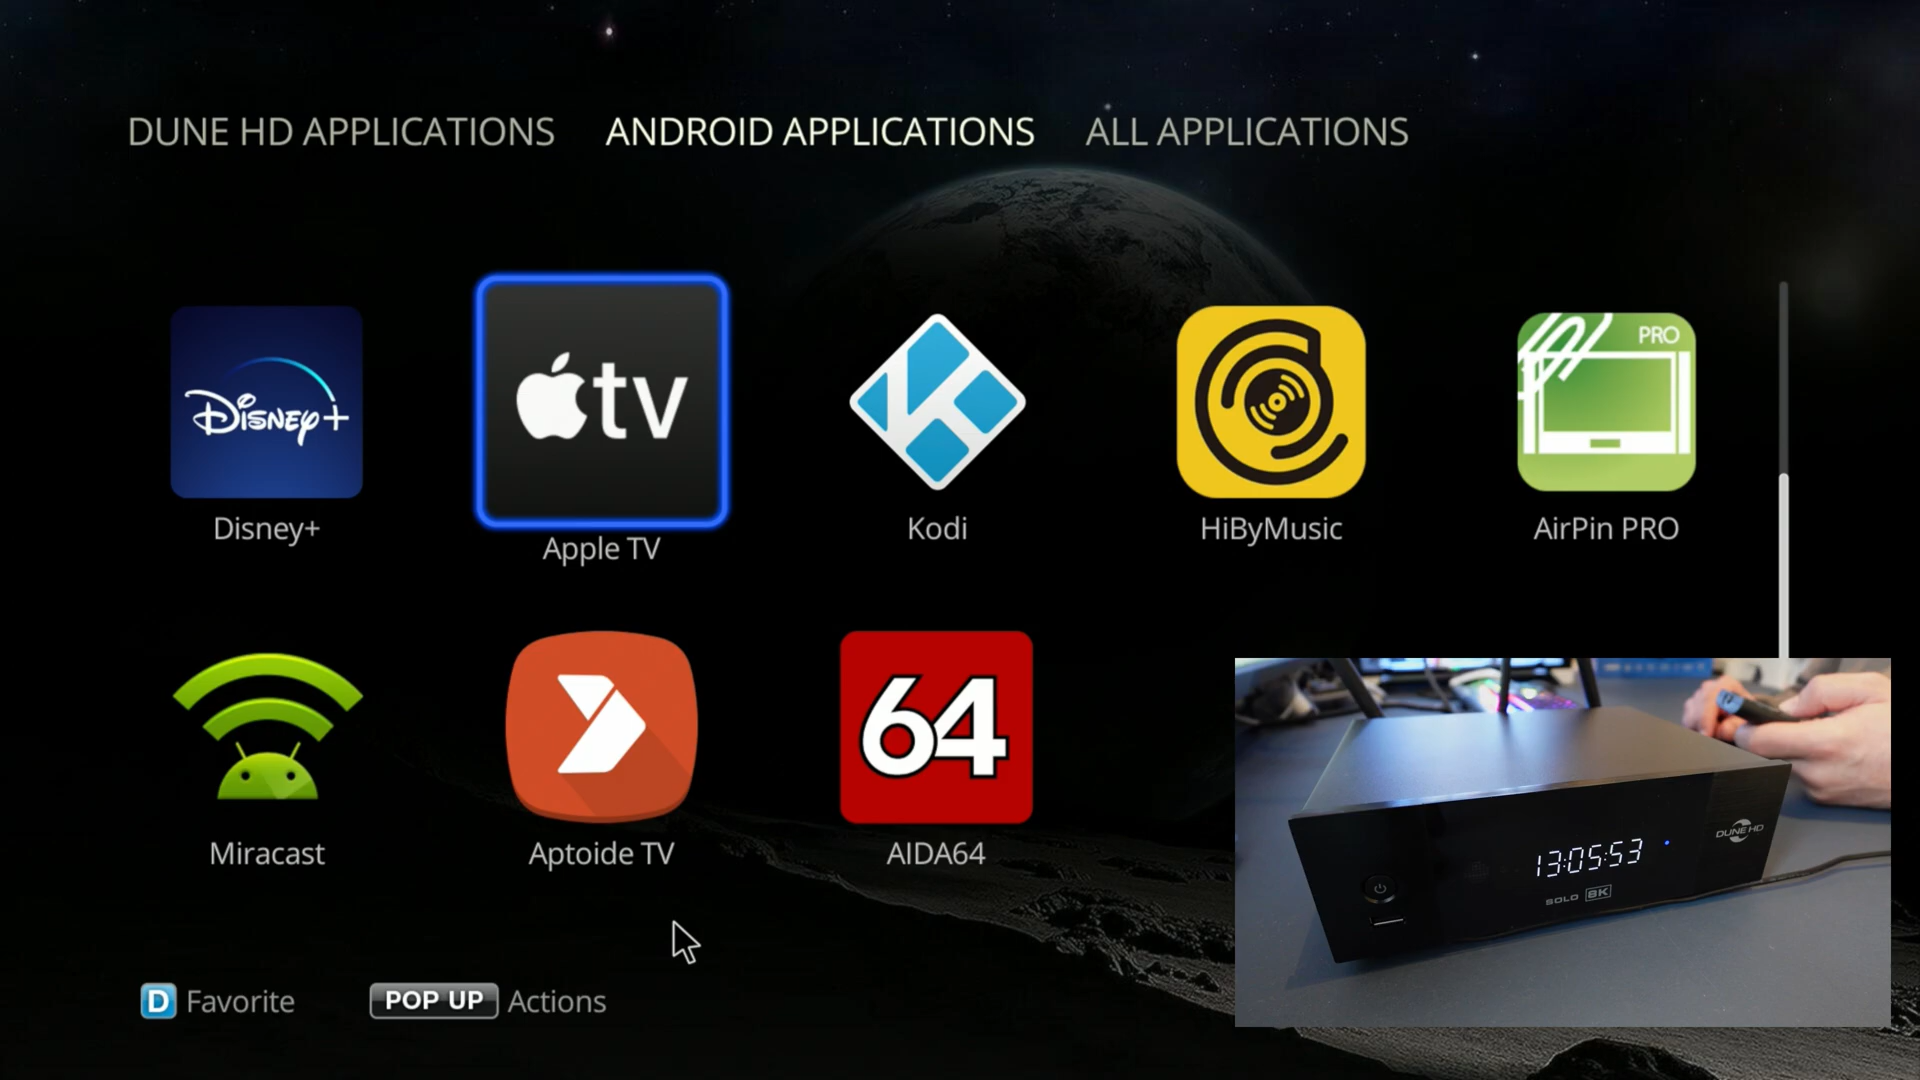 DUNE HD APPLICATIONS ANDROID APPLICATIONS ALL APPLICATIONS
Disney+
tv
PRO
Disney+
Apple TV
Kodi
HiByMusic
AirPin PRO
64
Miracast
Aptoide TV
AIDA64
13:05:53
DUNE HD
SOLO 8K
D Favorite
POP UP Actions